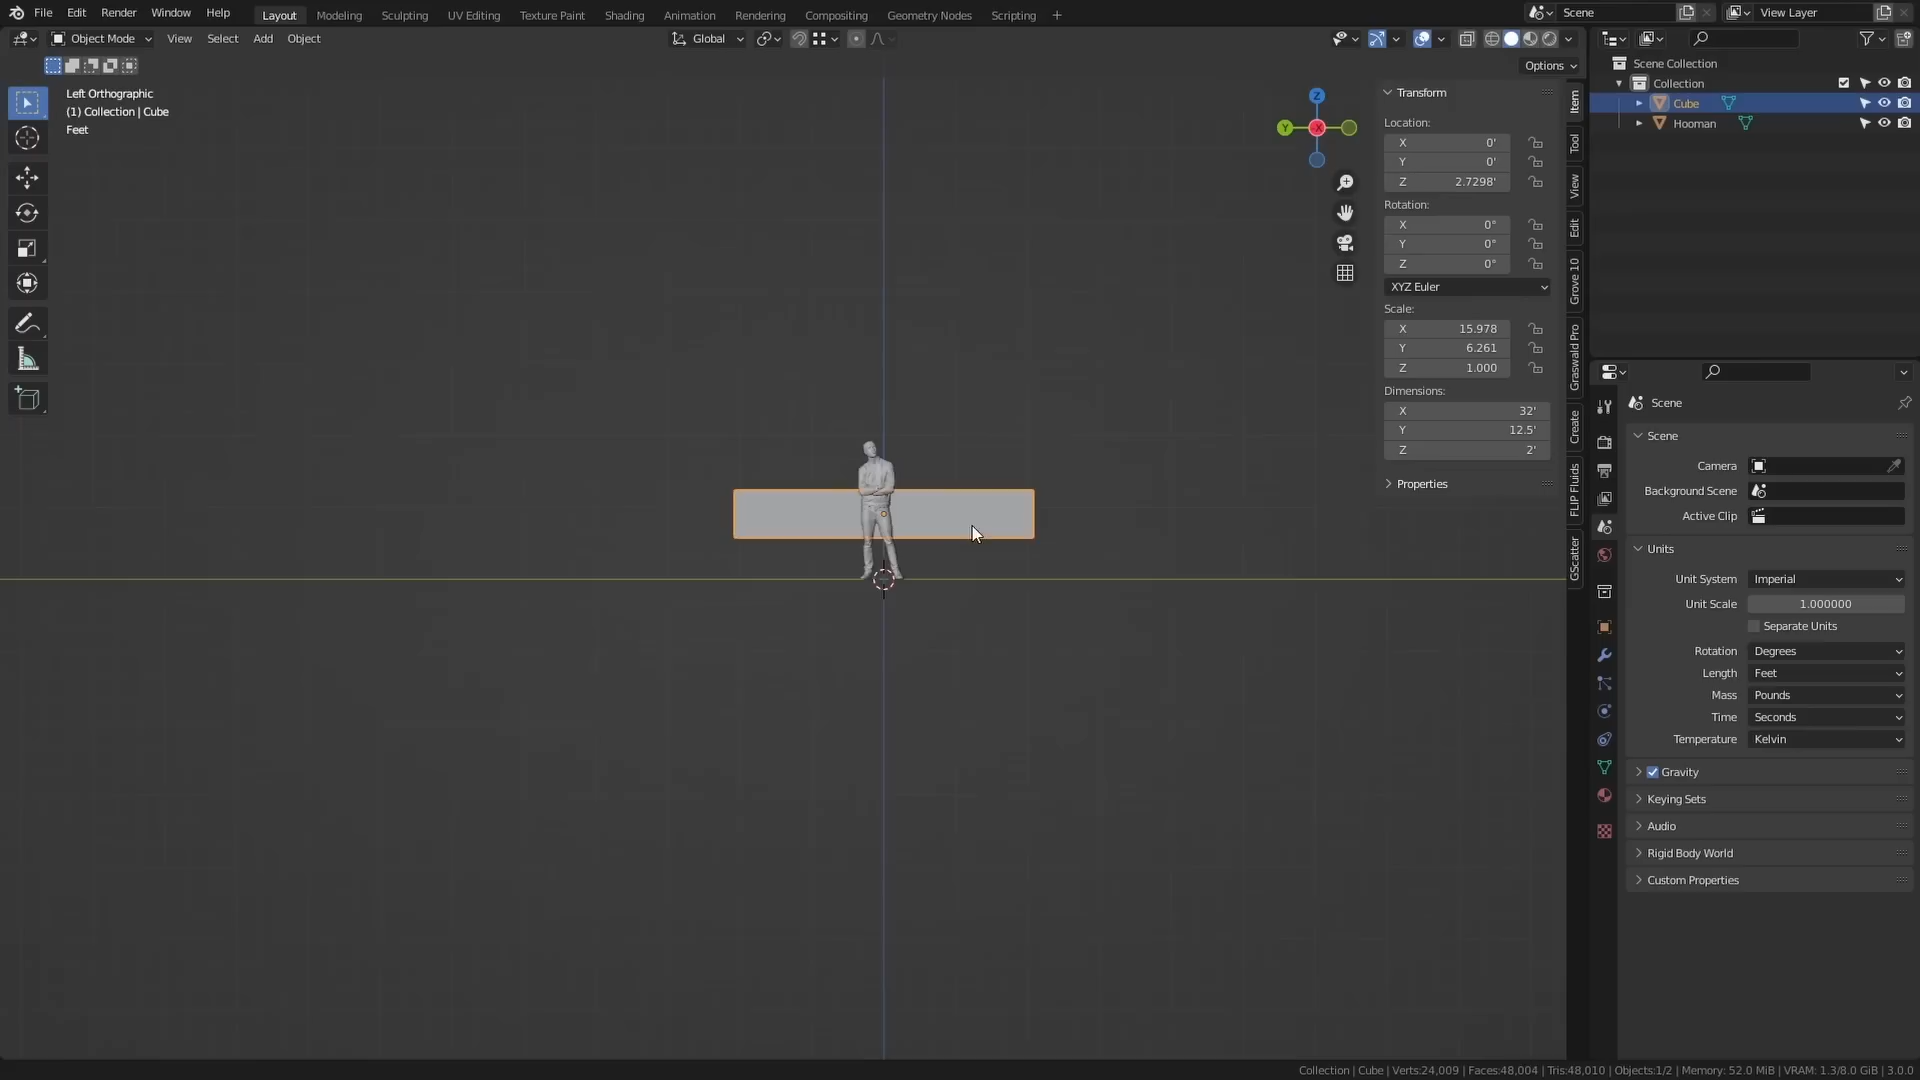 File Edit Render Window Help Layout Modeling Sculpting UV Editing Texture Paint Shading Animation Rendering Compositing Geometry Nodes Scripting + Scene View Layer
Object Mode View Select Add Object Global
Options
Left Orthographic
(1) Collection | Cube
Feet
Z
Y
X
Transform
Location:
X 0'
Y 0'
Z 2.7298'
Rotation:
X 0°
Y 0°
Z 0°
XYZ Euler
Scale:
X 15.978
Y 6.261
Z 1.000
Dimensions:
X 32'
Y 12.5'
Z 2'
Properties
Item
Tool
View
Edit
Grove 10
Graswald Pro
Create
FLIP Fluids
GScatter
Scene Collection
Collection
Cube
Hooman
Scene
Scene
Camera
Background Scene
Active Clip
Units
Unit System Imperial
Unit Scale 1.000000
Separate Units
Rotation Degrees
Length Feet
Mass Pounds
Time Seconds
Temperature Kelvin
Gravity
Keying Sets
Audio
Rigid Body World
Custom Properties
Collection | Cube | Verts:24,009 | Faces:48,004 | Tris:48,010 | Objects:1/2 | Memory: 52.0 MiB | VRAM: 1.3/8.0 GiB | 3.0.0